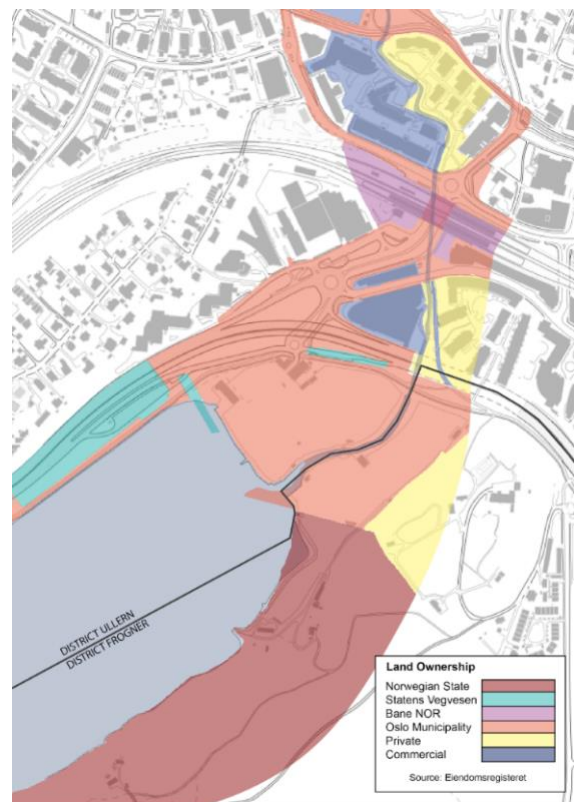 DISTRICT ULLERN
DISTRICT FROGNER
Land Ownership
Norwegian State
Statens Vegvesen
Bane NOR
Oslo Municipality
Private
Commercial
Source: Eiendomsregisteret